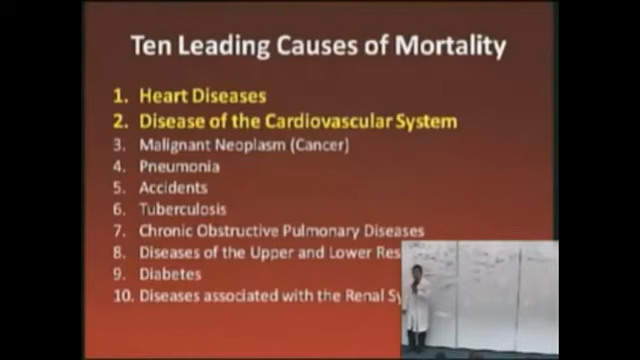 Ten Leading Causes of Mortality
1. Heart Diseases
2. Disease of the Cardiovascular System
3. Malignant Neoplasm (Cancer)
4. Pneumonia
5. Accidents
6. Tuberculosis
7. Chronic Obstructive Pulmonary Diseases
8. Diseases of the Upper and Lower Res
9. Diabetes
10. Diseases associated with the Renal Sy